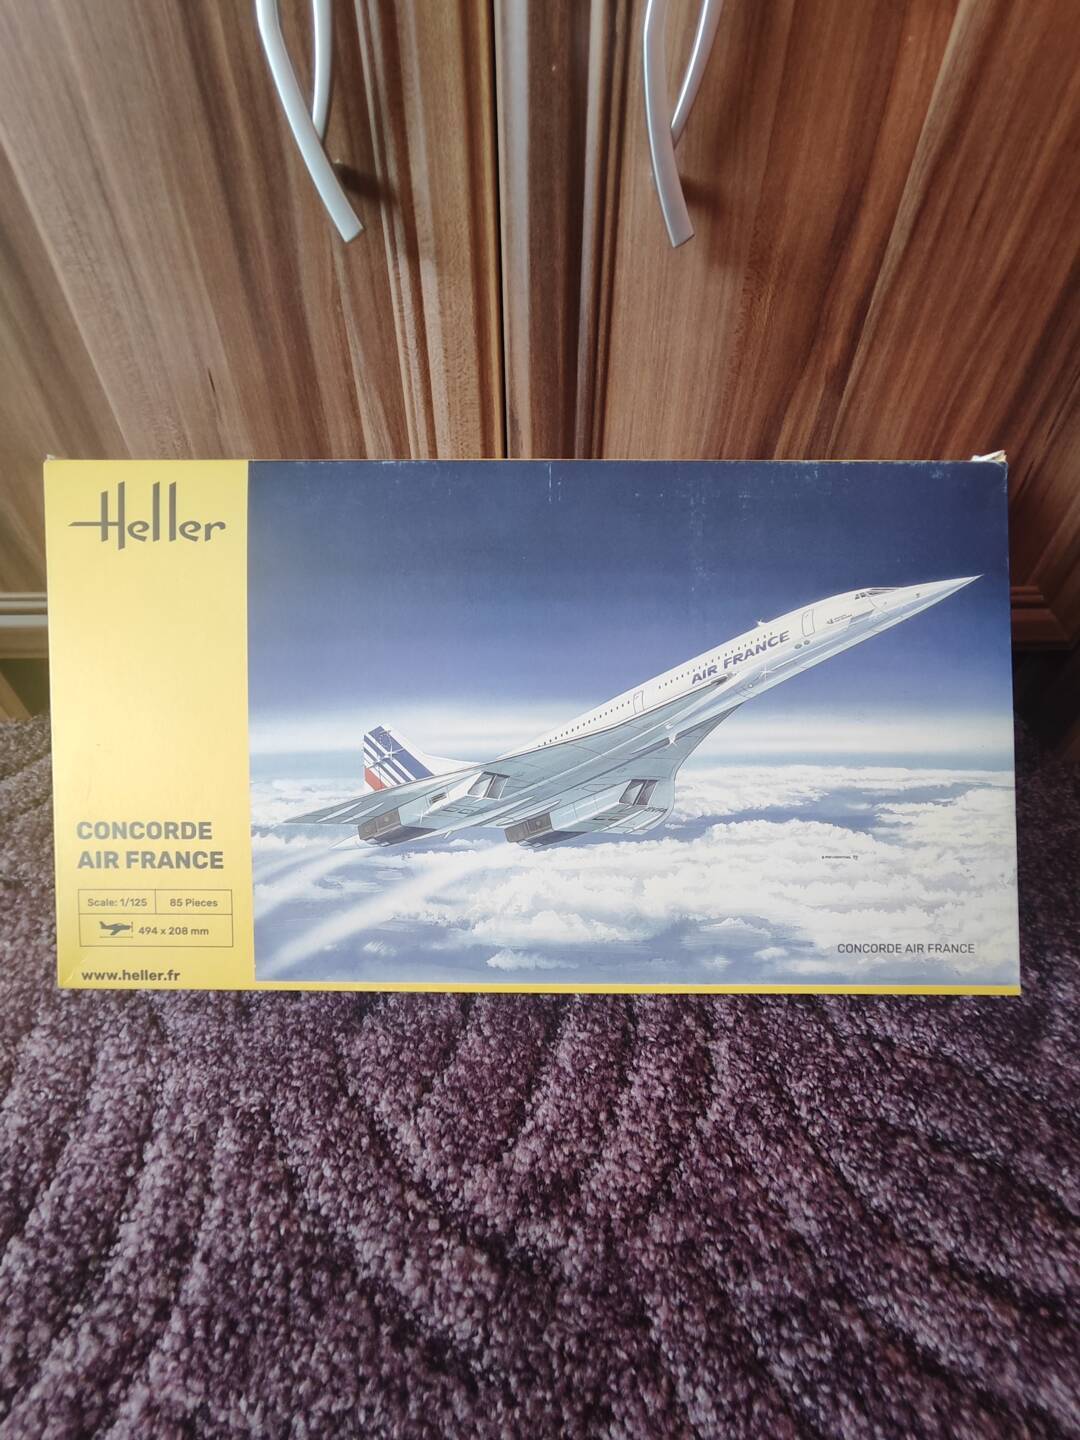 Heller
AIR FRANCE
CONCORDE
AIR FRANCE
Scale: 1/125
85 Pieces
494 x 208 mm
www.heller.fr
CONCORDE AIR FRANCE